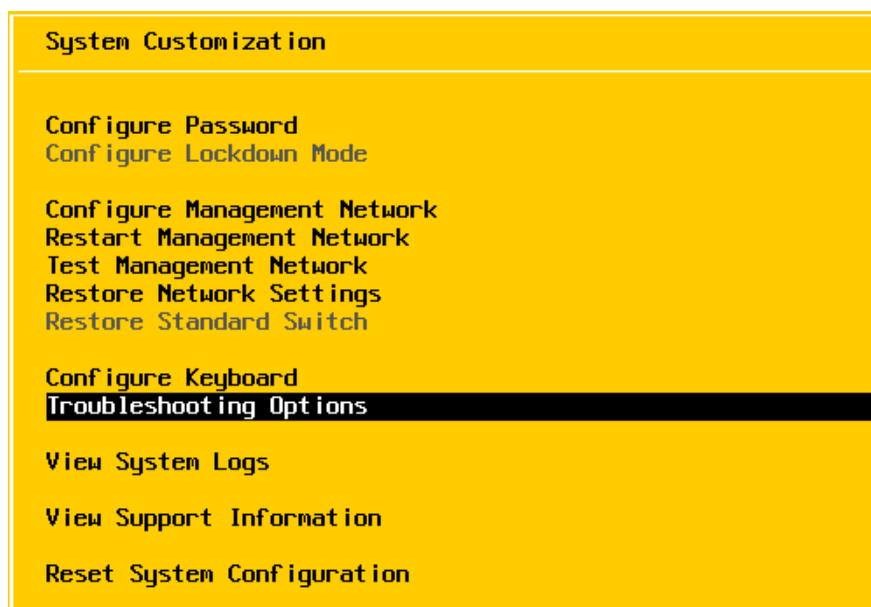 System Customization
Configure Password
Configure Lockdown Mode
Configure Management Network
Restart Management Network
Test Management Network
Restore Network Settings
Restore Standard Switch
Configure Keyboard
Troubleshooting Options
View System Logs
View Support Information
Reset System Configuration